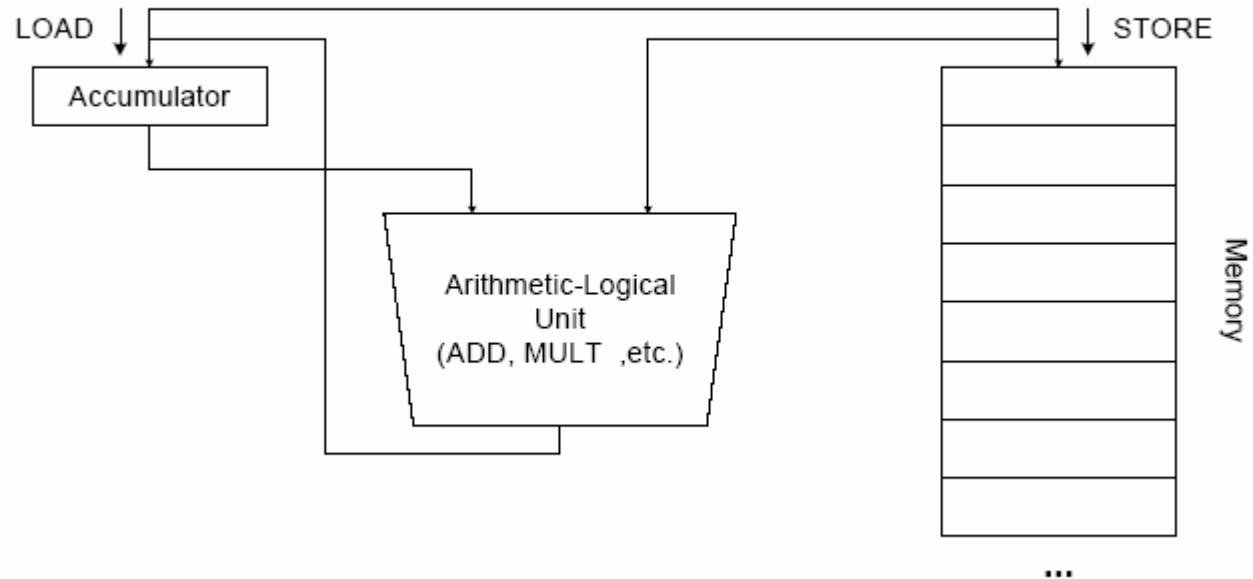 LOAD
STORE
Accumulator
Arithmetic-Logical
Unit
(ADD, MULT ,etc.)
Memory
...